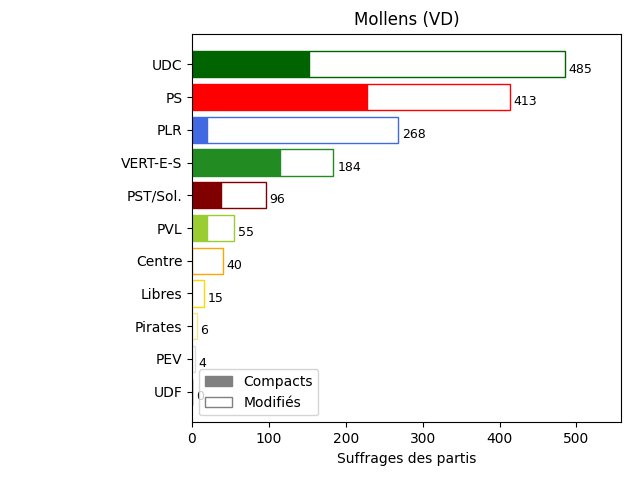 Mollens (VD)
UDC 485
PS 413
PLR 268
VERT-E-S 184
PST/Sol. 96
PVL 55
Centre 40
Libres 15
Pirates 6
PEV 4
UDF 0
Compacts
Modifiés
0 100 200 300 400 500
Suffrages des partis